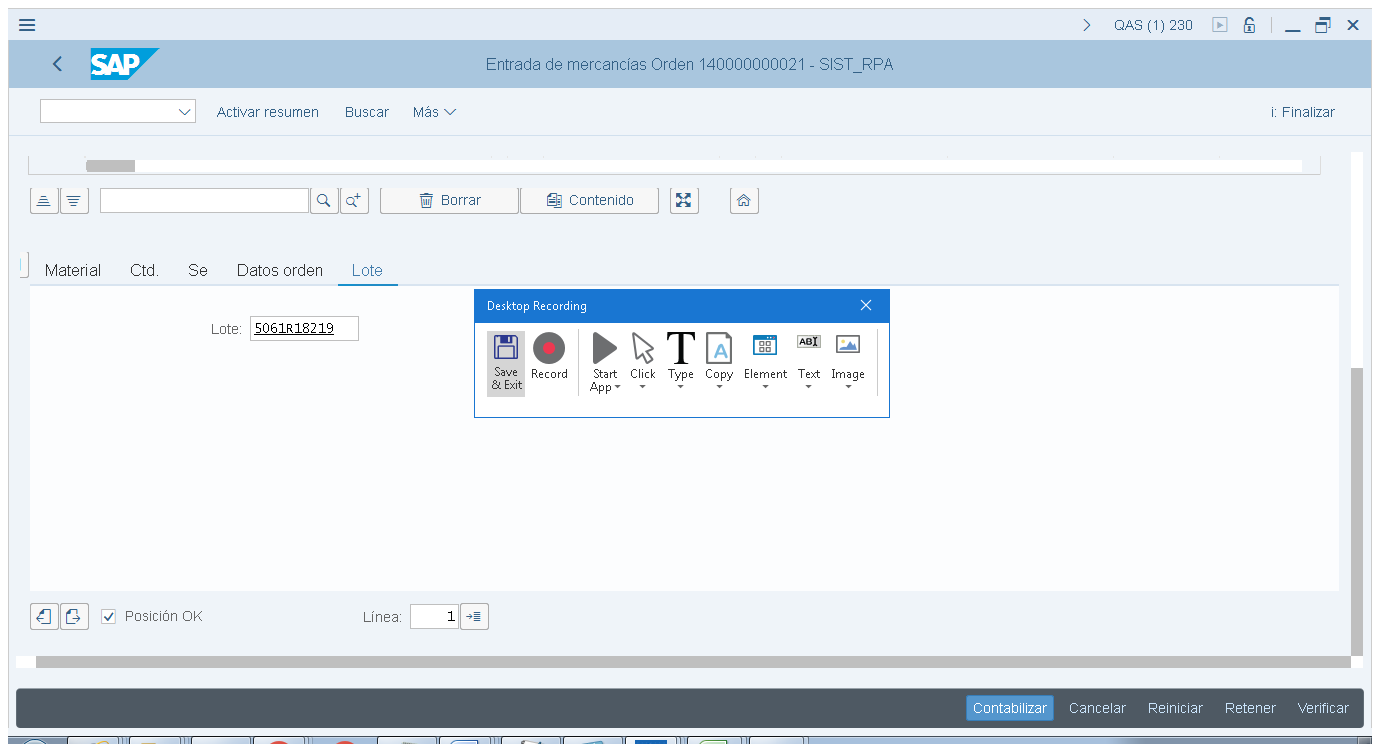 QAS (1) 230
SAP
Entrada de mercancías Orden 140000000021 - SIST_RPA
Activar resumen Buscar Más i: Finalizar
Borrar Contenido
Material Ctd. Se Datos orden Lote
Lote: 5061R18219
Desktop Recording
Save & Exit Record Start App Click Type Copy Element Text Image
T A ABI
Posición OK Línea: 1
Contabilizar Cancelar Reiniciar Retener Verificar